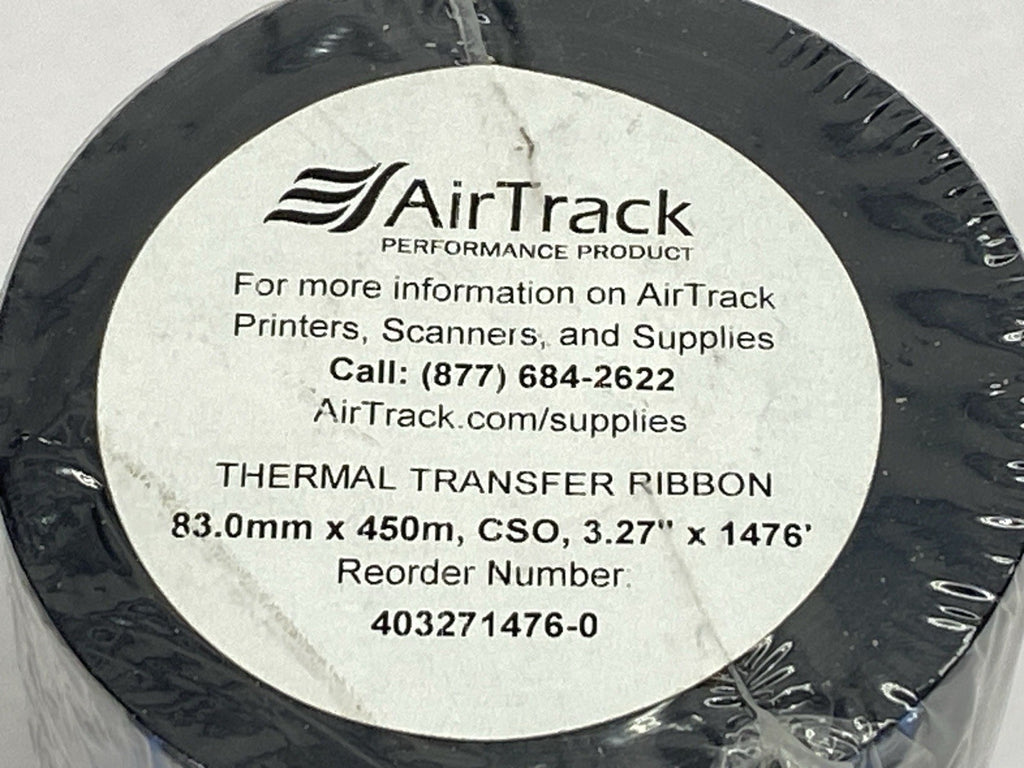 AirTrack
PERFORMANCE PRODUCT
For more information on AirTrack
Printers, Scanners, and Supplies
Call: (877) 684-2622
AirTrack.com/supplies
THERMAL TRANSFER RIBBON
83.0mm x 450m, CSO, 3.27" x 1476'
Reorder Number:
403271476-0